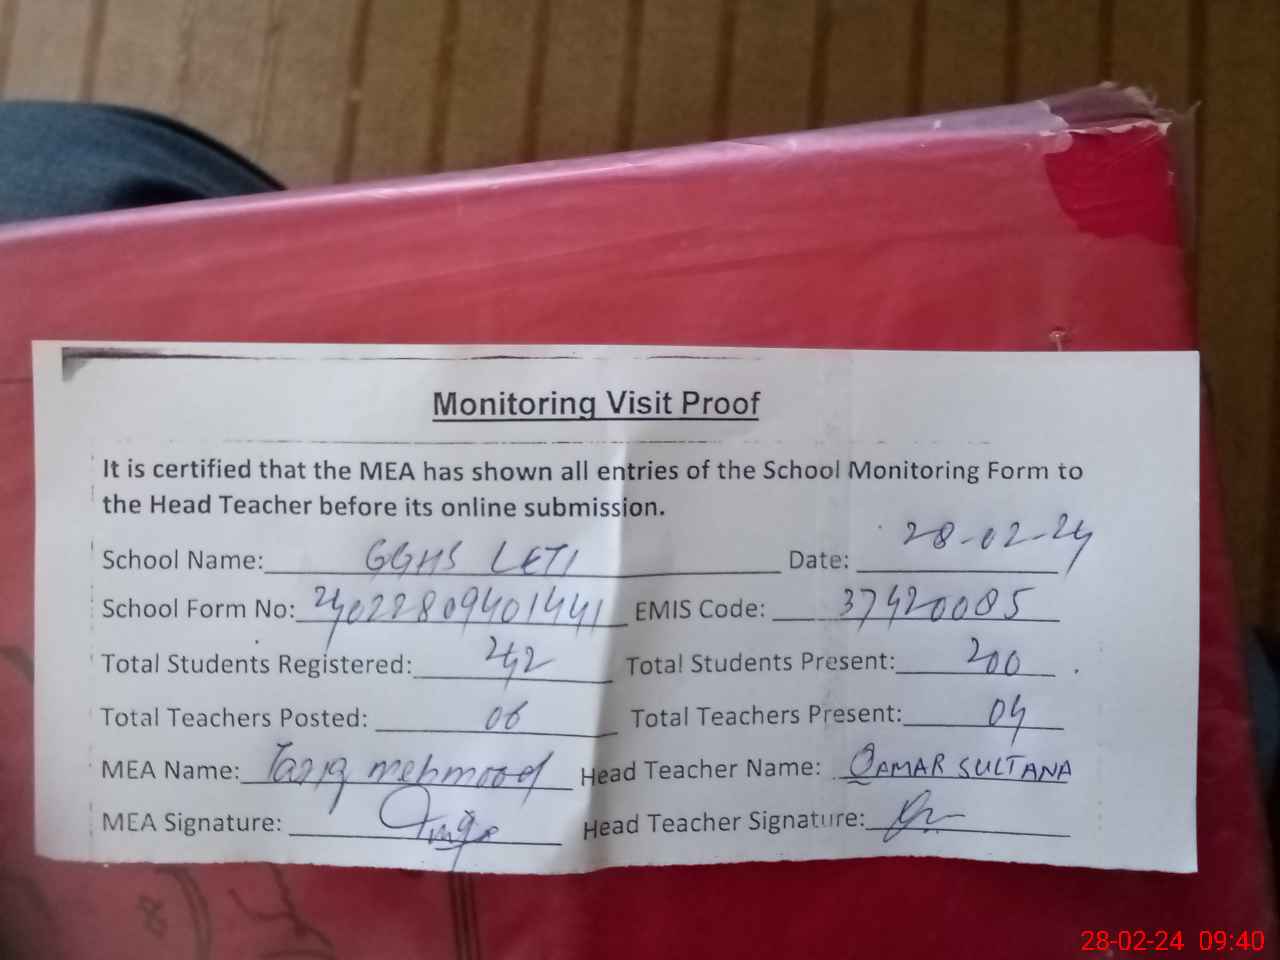 Monitoring Visit Proof
It is certified that the MEA has shown all entries of the School Monitoring Form to
the Head Teacher before its online submission.
School Name: GGHS LETI Date: 28-02-24
School Form No: 24022809401441 EMIS Code: 37420085
Total Students Registered: 242 Total Students Present: 200
Total Teachers Posted: 06 Total Teachers Present: 04
MEA Name: Tariq mehmood Head Teacher Name: QAMAR SULTANA
MEA Signature: Head Teacher Signature:
28-02-24 09:40